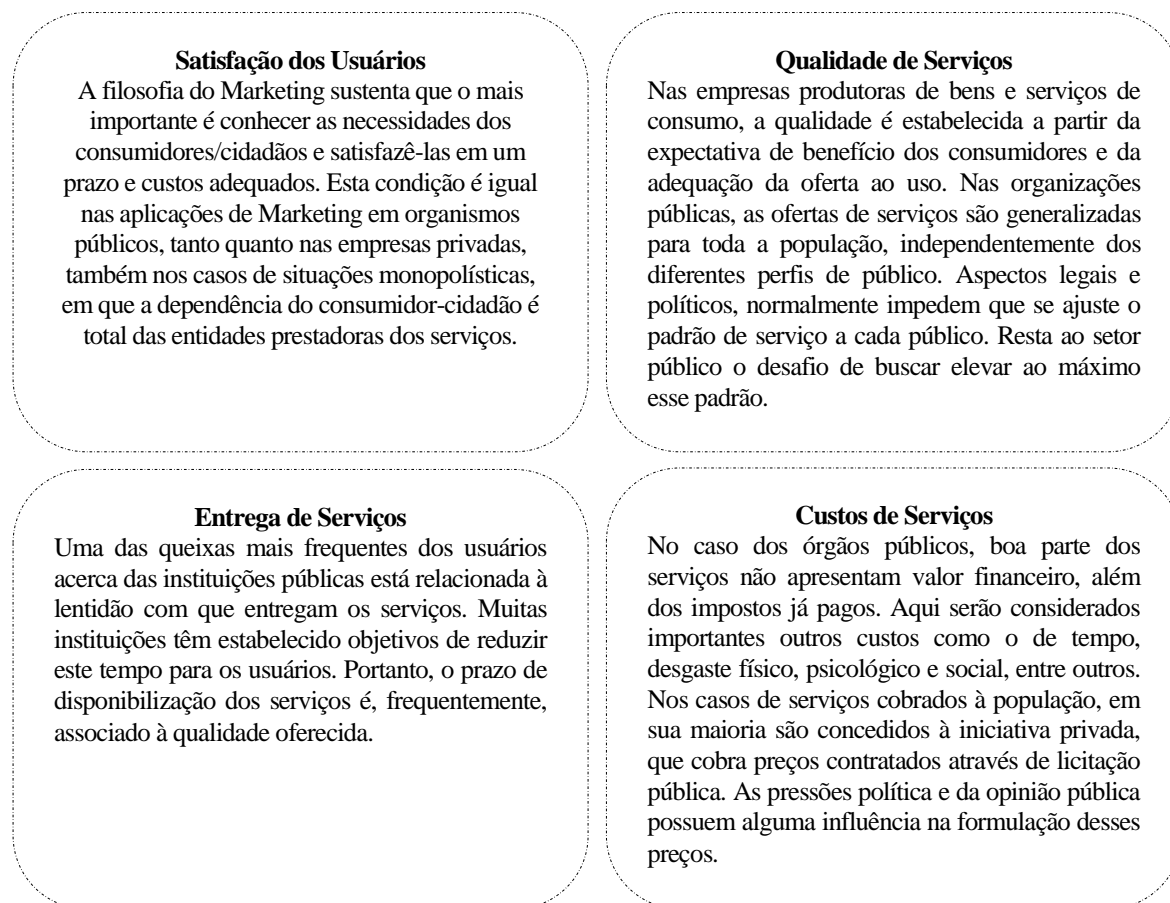 Satisfação dos Usuários
A filosofia do Marketing sustenta que o mais
importante é conhecer as necessidades dos
consumidores/cidadãos e satisfazê-las em um
prazo e custos adequados. Esta condição é igual
nas aplicações de Marketing em organismos
públicos, tanto quanto nas empresas privadas,
também nos casos de situações monopolísticas,
em que a dependência do consumidor-cidadão é
total das entidades prestadoras dos serviços.
Qualidade de Serviços
Nas empresas produtoras de bens e serviços de
consumo, a qualidade é estabelecida a partir da
expectativa de benefício dos consumidores e da
adequação da oferta ao uso. Nas organizações
públicas, as ofertas de serviços são generalizadas
para toda a população, independentemente dos
diferentes perfis de público. Aspectos legais e
políticos, normalmente impedem que se ajuste o
padrão de serviço a cada público. Resta ao setor
público o desafio de buscar elevar ao máximo
esse padrão.
Entrega de Serviços
Uma das queixas mais frequentes dos usuários
acerca das instituições públicas está relacionada à
lentidão com que entregam os serviços. Muitas
instituições têm estabelecido objetivos de reduzir
este tempo para os usuários. Portanto, o prazo de
disponibilização dos serviços é, frequentemente,
associado à qualidade oferecida.
Custos de Serviços
No caso dos órgãos públicos, boa parte dos
serviços não apresentam valor financeiro, além
dos impostos já pagos. Aqui serão considerados
importantes outros custos como o de tempo,
desgaste físico, psicológico e social, entre outros.
Nos casos de serviços cobrados à população, em
sua maioria são concedidos à iniciativa privada,
que cobra preços contratados através de licitação
pública. As pressões política e da opinião pública
possuem alguma influência na formulação desses
preços.